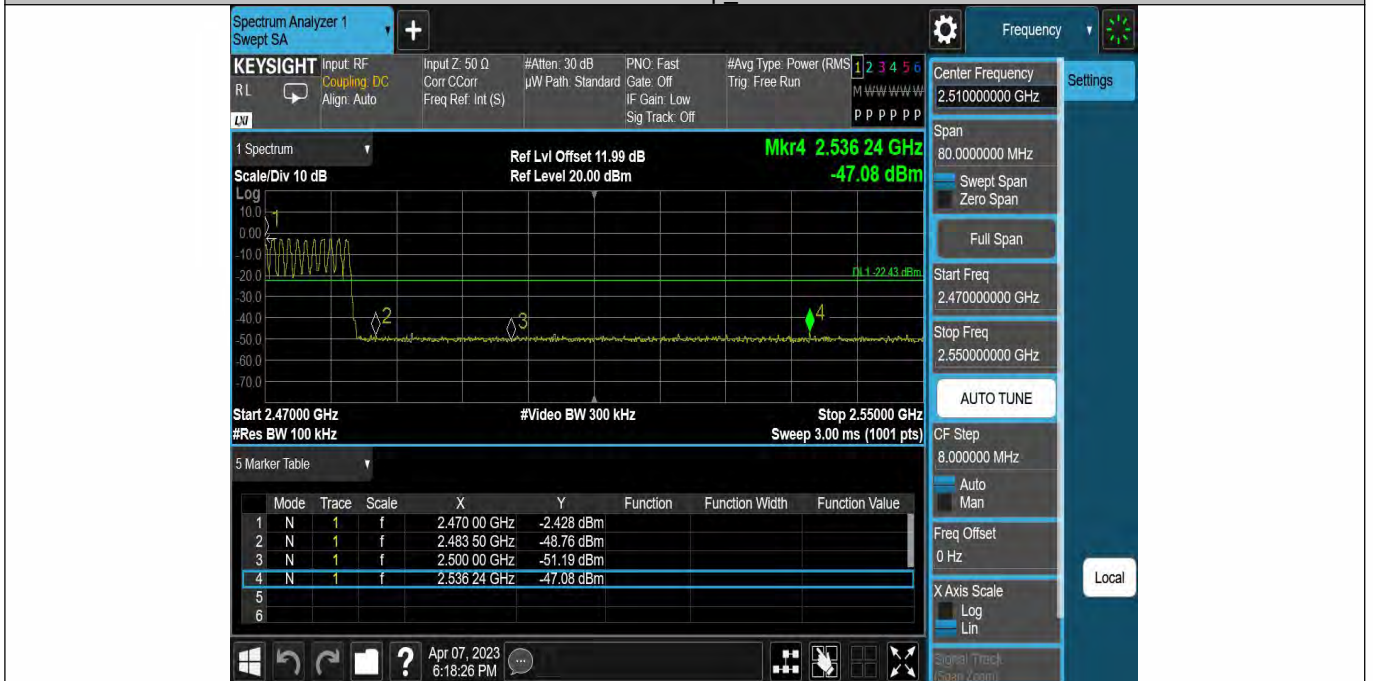 Spectrum Analyzer 1
Swept SA
+
Frequency
KEYSIGHT
RL
LXI
Input: RF
Coupling: DC
Align: Auto
Input Z: 50 Ω
Corr CCorr
Freq Ref: Int (S)
#Atten: 30 dB
µW Path: Standard
PNO: Fast
Gate: Off
IF Gain: Low
Sig Track: Off
#Avg Type: Power (RMS
Trig: Free Run
1 2 3 4 5 6
M W W W W W
P P P P P P
1 Spectrum
Scale/Div 10 dB
Ref Lvl Offset 11.99 dB
Ref Level 20.00 dBm
Mkr4 2.536 24 GHz
-47.08 dBm
Log
10.0
0.00
-10.0
-20.0
-30.0
-40.0
-50.0
-60.0
-70.0
1
2
3
4
DL1 -22.43 dBm
Start 2.47000 GHz
#Res BW 100 kHz
#Video BW 300 kHz
Stop 2.55000 GHz
Sweep 3.00 ms (1001 pts)
5 Marker Table
Mode Trace Scale X Y Function Function Width Function Value
1 N 1 f 2.470 00 GHz -2.428 dBm
2 N 1 f 2.483 50 GHz -48.76 dBm
3 N 1 f 2.500 00 GHz -51.19 dBm
4 N 1 f 2.536 24 GHz -47.08 dBm
5
6
Apr 07, 2023
6:18:26 PM
?
Center Frequency
2.510000000 GHz
Settings
Span
80.0000000 MHz
Swept Span
Zero Span
Full Span
Start Freq
2.470000000 GHz
Stop Freq
2.550000000 GHz
AUTO TUNE
CF Step
8.000000 MHz
Auto
Man
Freq Offset
0 Hz
X Axis Scale
Log
Lin
Signal Track
(Span Zoom)
Local